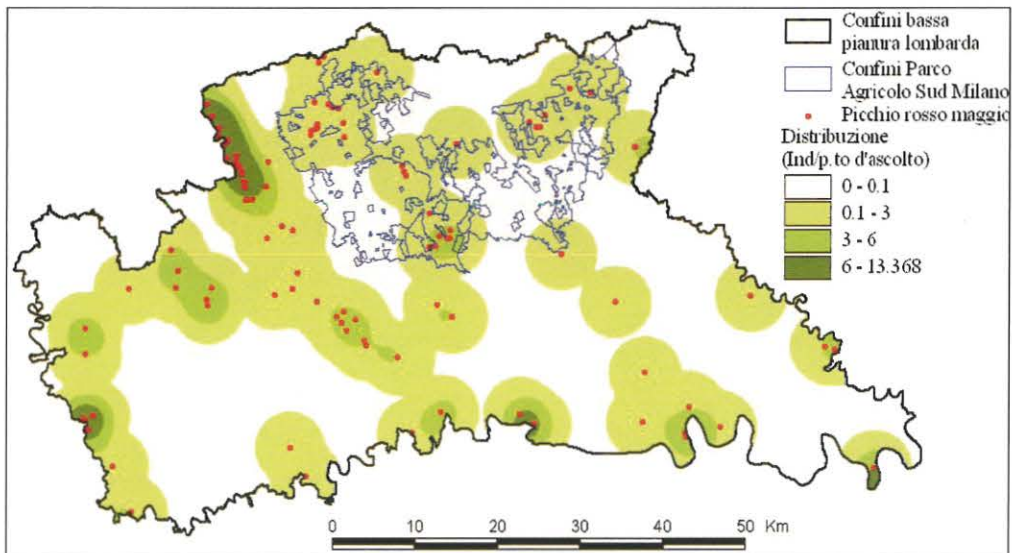 Confini bassa
pianura lombarda
Confini Parco
Agricolo Sud Milano
Picchio rosso maggio
Distribuzione
(Ind/p.to d'ascolto)
0 - 0.1
0.1 - 3
3 - 6
6 - 13.368
0 10 20 30 40 50 Km